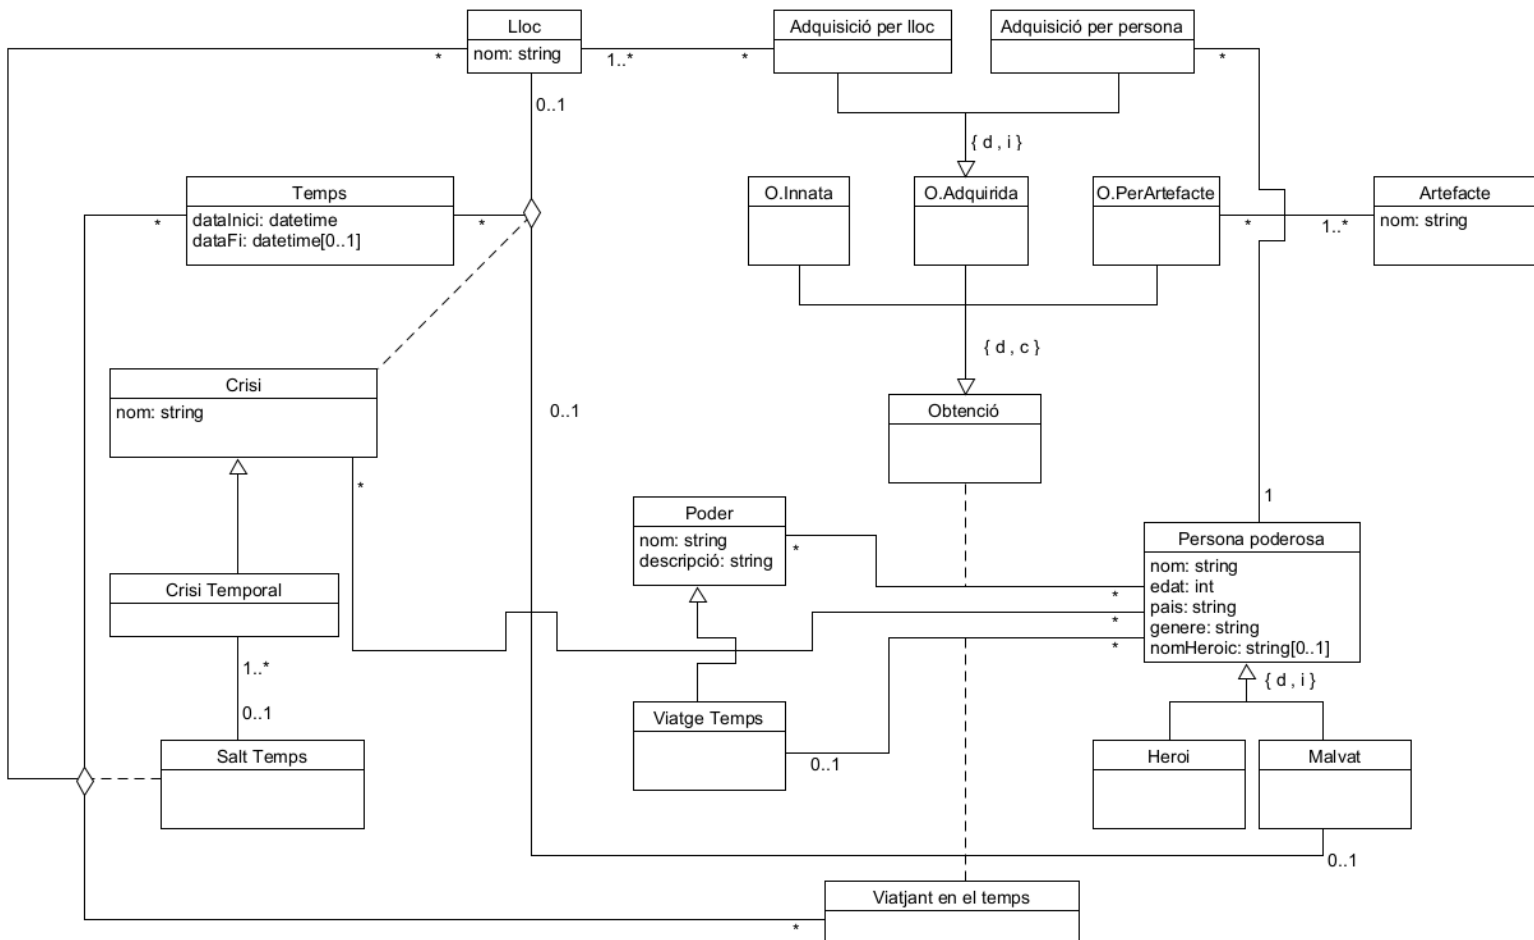 Lloc
nom: string
Adquisició per lloc
Adquisició per persona
*
1..*
*
*
0..1
{ d , i }
Temps
dataInici: datetime
dataFi: datetime[0..1]
O.Innata
O.Adquirida
O.PerArtefacte
Artefacte
nom: string
*
*
*
1..*
{ d , c }
Crisi
nom: string
0..1
Obtenció
*
1
Poder
nom: string
descripció: string
*
Persona poderosa
nom: string
edat: int
pais: string
genere: string
nomHeroic: string[0..1]
*
*
*
Crisi Temporal
1..*
0..1
{ d , i }
Viatge Temps
0..1
Salt Temps
Heroi
Malvat
0..1
Viatjant en el temps
*